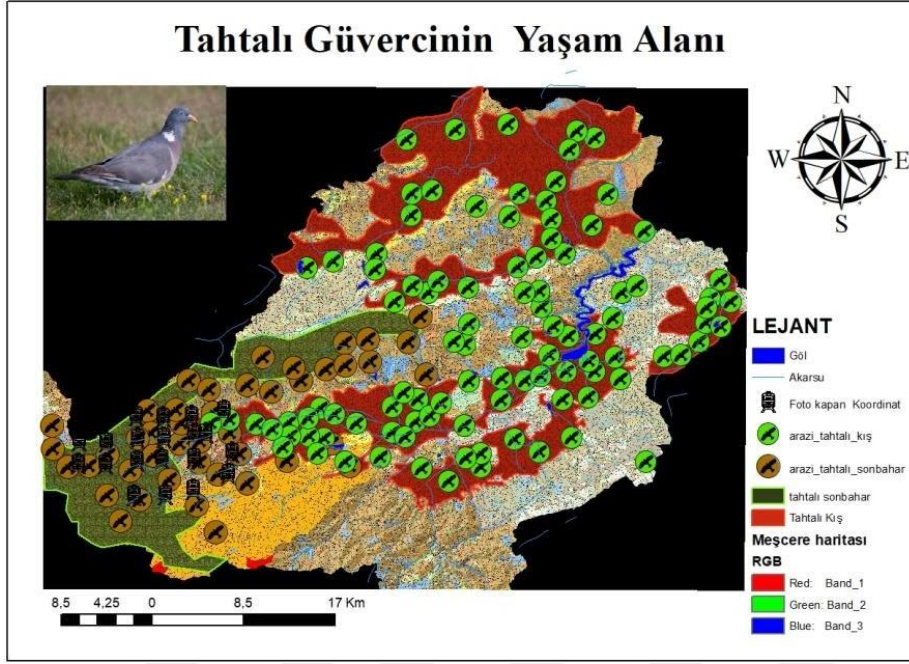 Tahtalı Güvercinin Yaşam Alanı
N
W E
S
LEJANT
Göl
Akarsu
Foto kapan Koordinat
arazi_tahtalı_kış
arazi_tahtalı_sonbahar
tahtalı sonbahar
Tahtalı Kış
Meşcere haritası
RGB
Red: Band_1
Green: Band_2
Blue: Band_3
8,5 4,25 0 8,5 17 Km